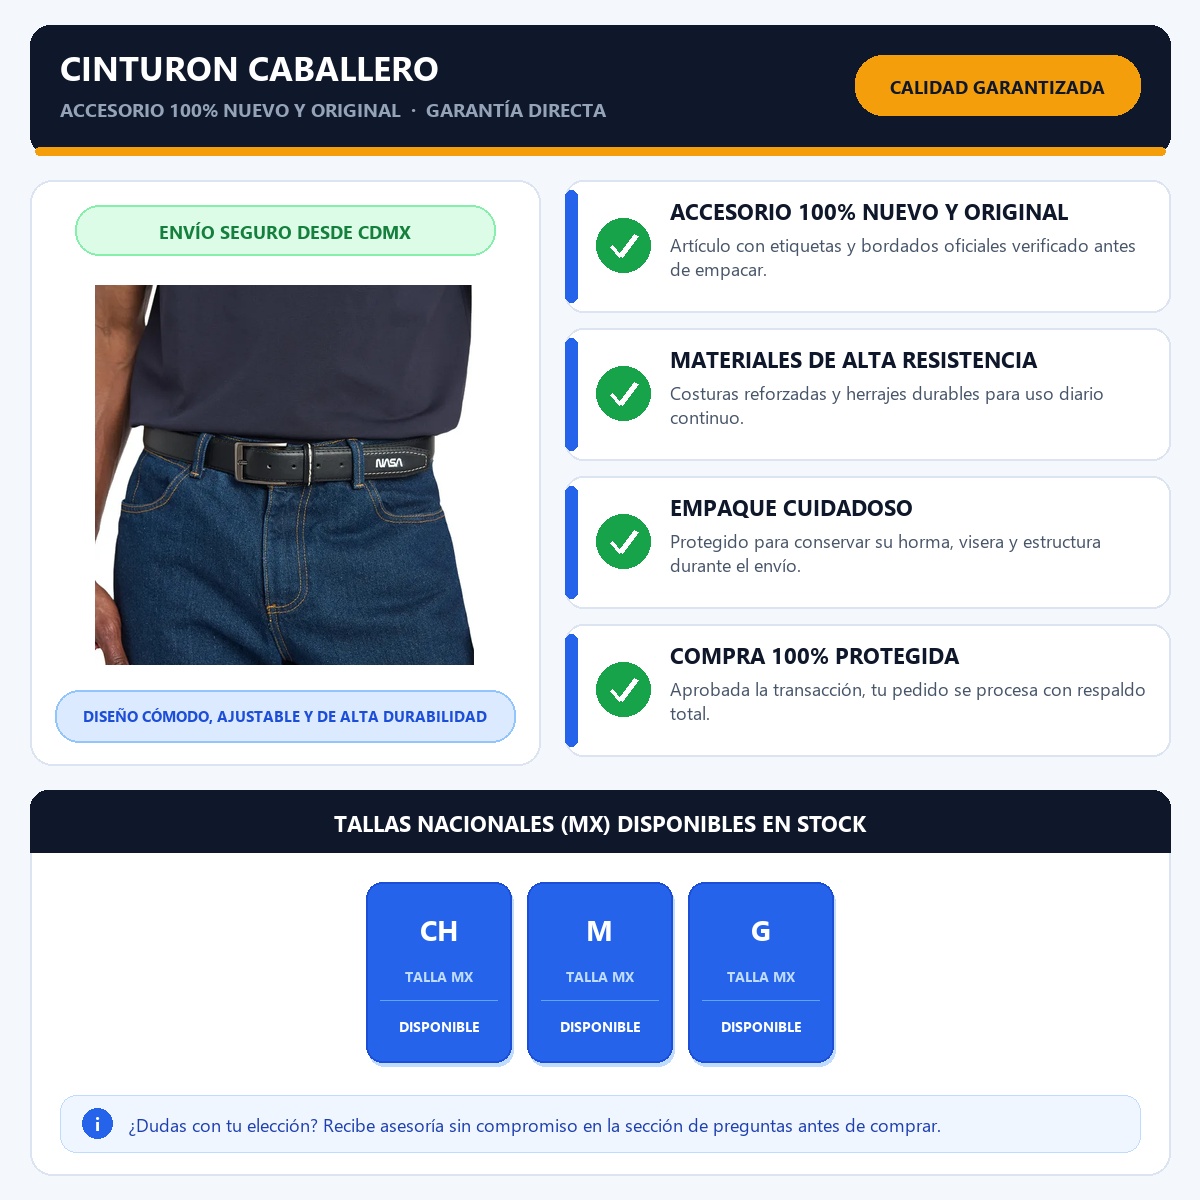 CINTURON CABALLERO
ACCESORIO 100% NUEVO Y ORIGINAL · GARANTÍA DIRECTA
CALIDAD GARANTIZADA
ENVÍO SEGURO DESDE CDMX
NASA
DISEÑO CÓMODO, AJUSTABLE Y DE ALTA DURABILIDAD
ACCESORIO 100% NUEVO Y ORIGINAL
Artículo con etiquetas y bordados oficiales verificado antes
de empacar.
MATERIALES DE ALTA RESISTENCIA
Costuras reforzadas y herrajes durables para uso diario
continuo.
EMPAQUE CUIDADOSO
Protegido para conservar su horma, visera y estructura
durante el envío.
COMPRA 100% PROTEGIDA
Aprobada la transacción, tu pedido se procesa con respaldo
total.
TALLAS NACIONALES (MX) DISPONIBLES EN STOCK
CH
TALLA MX
DISPONIBLE
M
TALLA MX
DISPONIBLE
G
TALLA MX
DISPONIBLE
¿Dudas con tu elección? Recibe asesoría sin compromiso en la sección de preguntas antes de comprar.